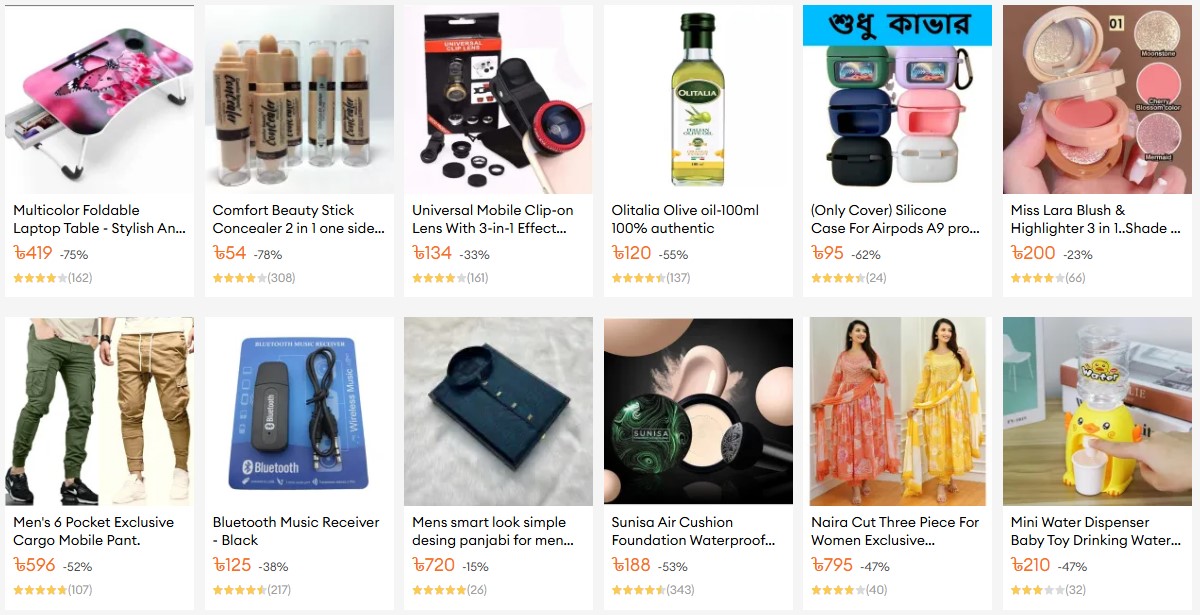 UNIVERSAL
CLIP LENS
OLITALIA
ITALIAN
OLIVE OIL
শুধু কাভার
01
Moonstone
Cherry
Blossom color
Mermaid
Multicolor Foldable
Laptop Table - Stylish An...
৳419 -75%
(162)
Comfort Beauty Stick
Concealer 2 in 1 one side...
৳54 -78%
(308)
Universal Mobile Clip-on
Lens With 3-in-1 Effect...
৳134 -33%
(161)
Olitalia Olive oil-100ml
100% authentic
৳120 -55%
(137)
(Only Cover) Silicone
Case For Airpods A9 pro...
৳95 -62%
(24)
Miss Lara Blush &
Highlighter 3 in 1..Shade ...
৳200 -23%
(66)
BLUETOOTH MUSIC RECEIVER
Bluetooth
Wireless Music
Bluetooth
SUNISA
Water
Men's 6 Pocket Exclusive
Cargo Mobile Pant.
৳596 -52%
(107)
Bluetooth Music Receiver
- Black
৳125 -38%
(217)
Mens smart look simple
desing panjabi for men...
৳720 -15%
(26)
Sunisa Air Cushion
Foundation Waterproof...
৳188 -53%
(343)
Naira Cut Three Piece For
Women Exclusive...
৳795 -47%
(40)
Mini Water Dispenser
Baby Toy Drinking Water...
৳210 -47%
(32)